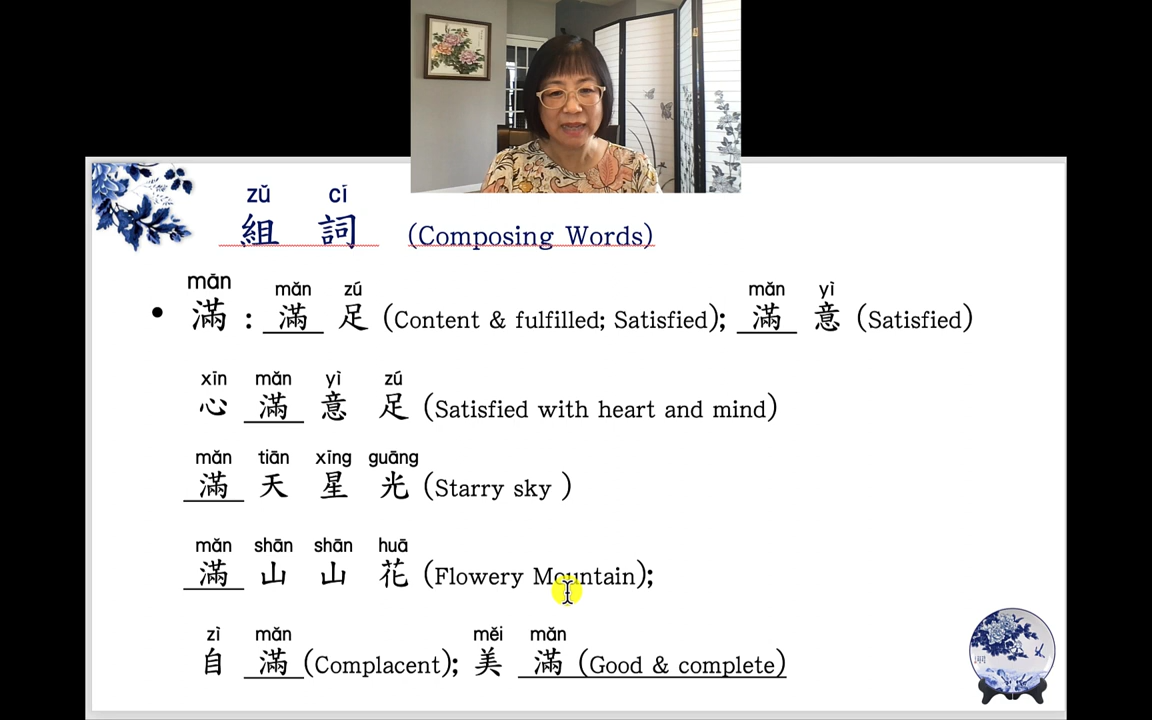 zǔ cí
組 詞 (Composing Words)
mān mǎn zú mǎn yì
• 滿 : 滿 足 (Content & fulfilled; Satisfied); 滿 意 (Satisfied)
xīn mǎn yì zú
心 滿 意 足 (Satisfied with heart and mind)
mǎn tiān xīng guāng
滿 天 星 光 (Starry sky )
mǎn shān shān huā
滿 山 山 花 (Flowery Mountain);
zì mǎn měi mǎn
自 滿 (Complacent); 美 滿 (Good & complete)